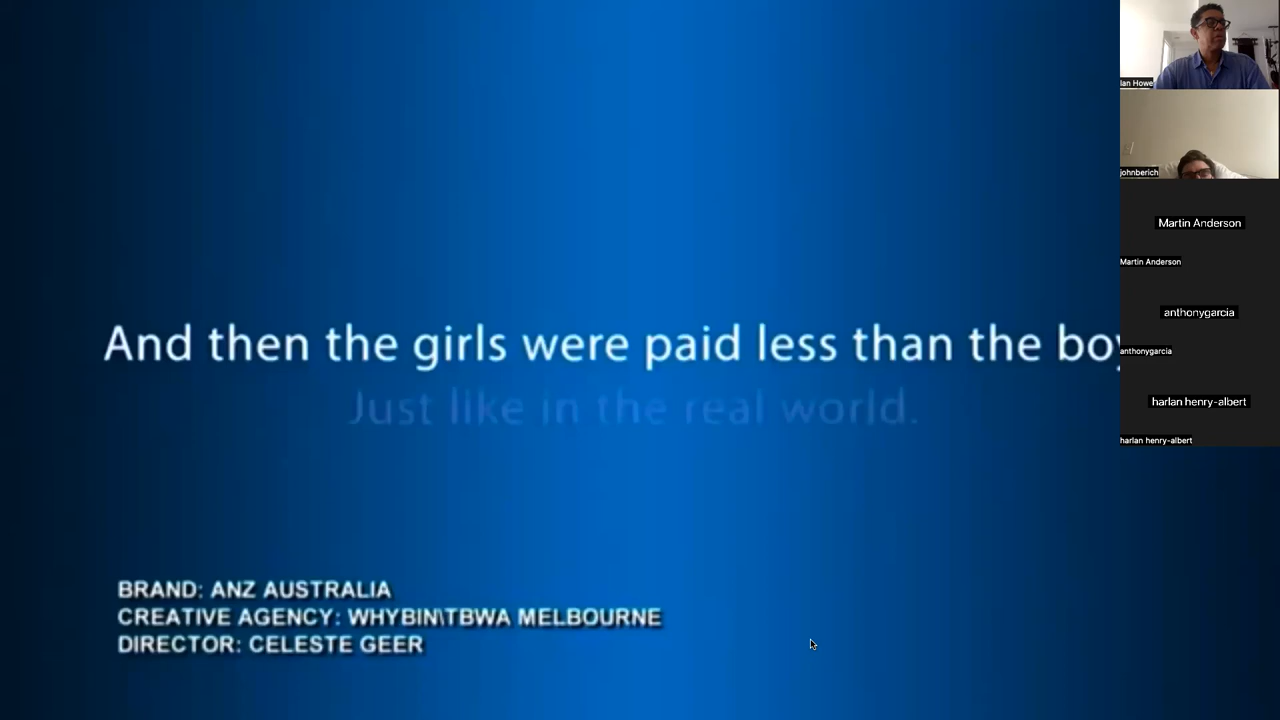 And then the girls were paid less than the boy
Just like in the real world.
BRAND: ANZ AUSTRALIA
CREATIVE AGENCY: WHYBIN\TBWA MELBOURNE
DIRECTOR: CELESTE GEER
Ian Howe
johnberich
Martin Anderson
Martin Anderson
anthonygarcia
anthonygarcia
harlan henry-albert
harlan henry-albert